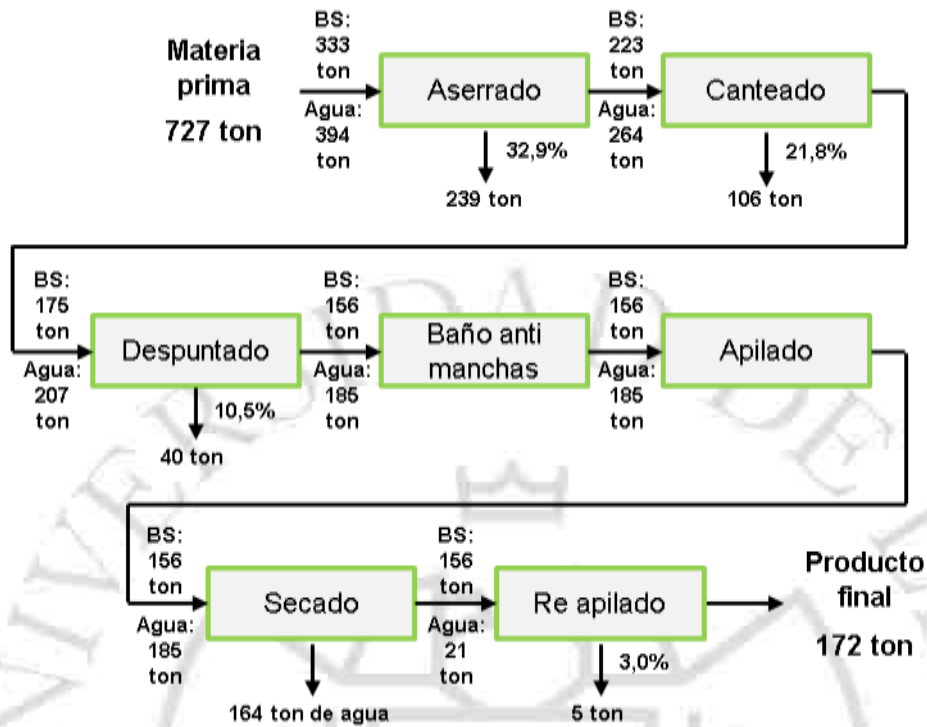 Materia
prima
727 ton
BS:
333
ton
Agua:
394
ton
Aserrado
32,9%
239 ton
BS:
223
ton
Agua:
264
ton
Canteado
21,8%
106 ton
BS:
175
ton
Agua:
207
ton
Despuntado
10,5%
40 ton
BS:
156
ton
Agua:
185
ton
Baño anti
manchas
BS:
156
ton
Agua:
185
ton
Apilado
BS:
156
ton
Agua:
185
ton
Secado
164 ton de agua
BS:
156
ton
Agua:
21
ton
Re apilado
3,0%
5 ton
Producto
final
172 ton
UNIVERSIDAD DE